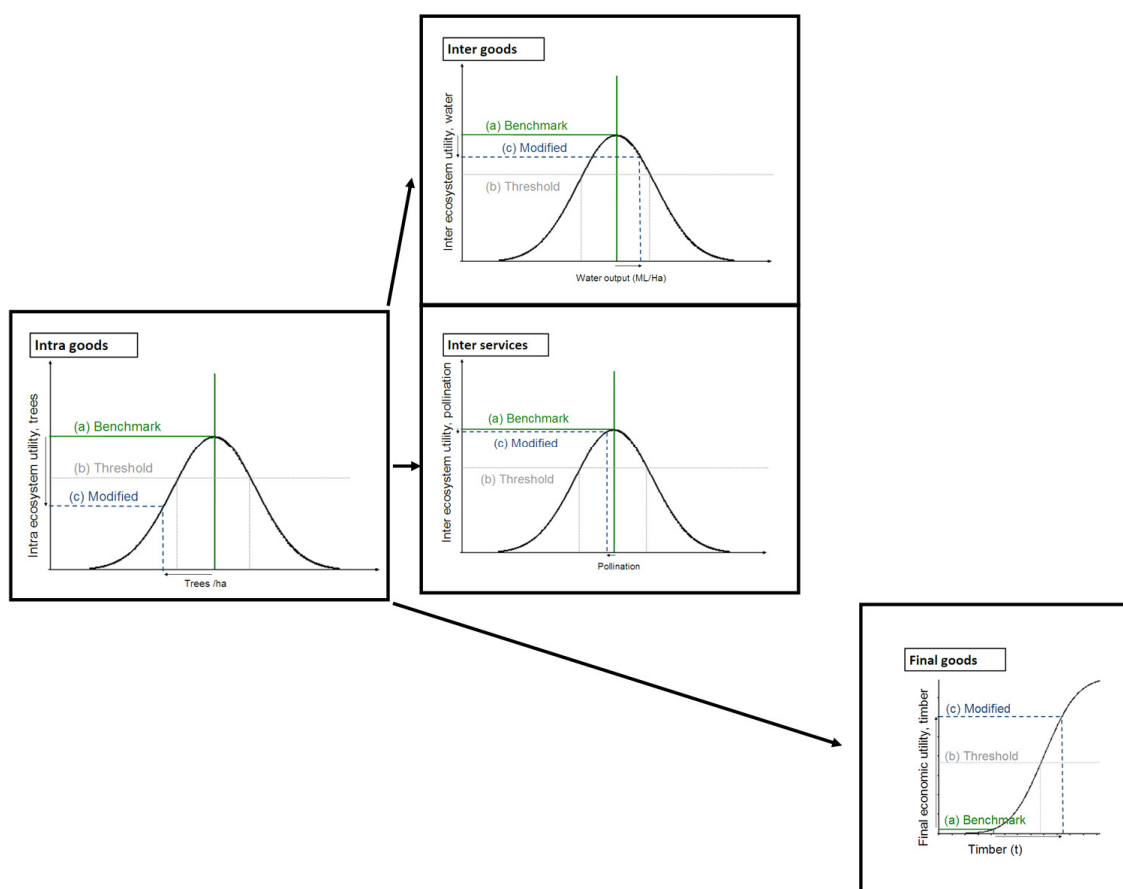 Inter goods
Inter ecosystem utility, water
(a) Benchmark
(c) Modified
(b) Threshold
Water output (ML/Ha)
Intra goods
Intra ecosystem utility, trees
(a) Benchmark
(b) Threshold
(c) Modified
Trees /ha
Inter services
Inter ecosystem utility, pollination
(a) Benchmark
(c) Modified
(b) Threshold
Pollination
Final goods
Final economic utility, timber
(c) Modified
(b) Threshold
(a) Benchmark
Timber (t)